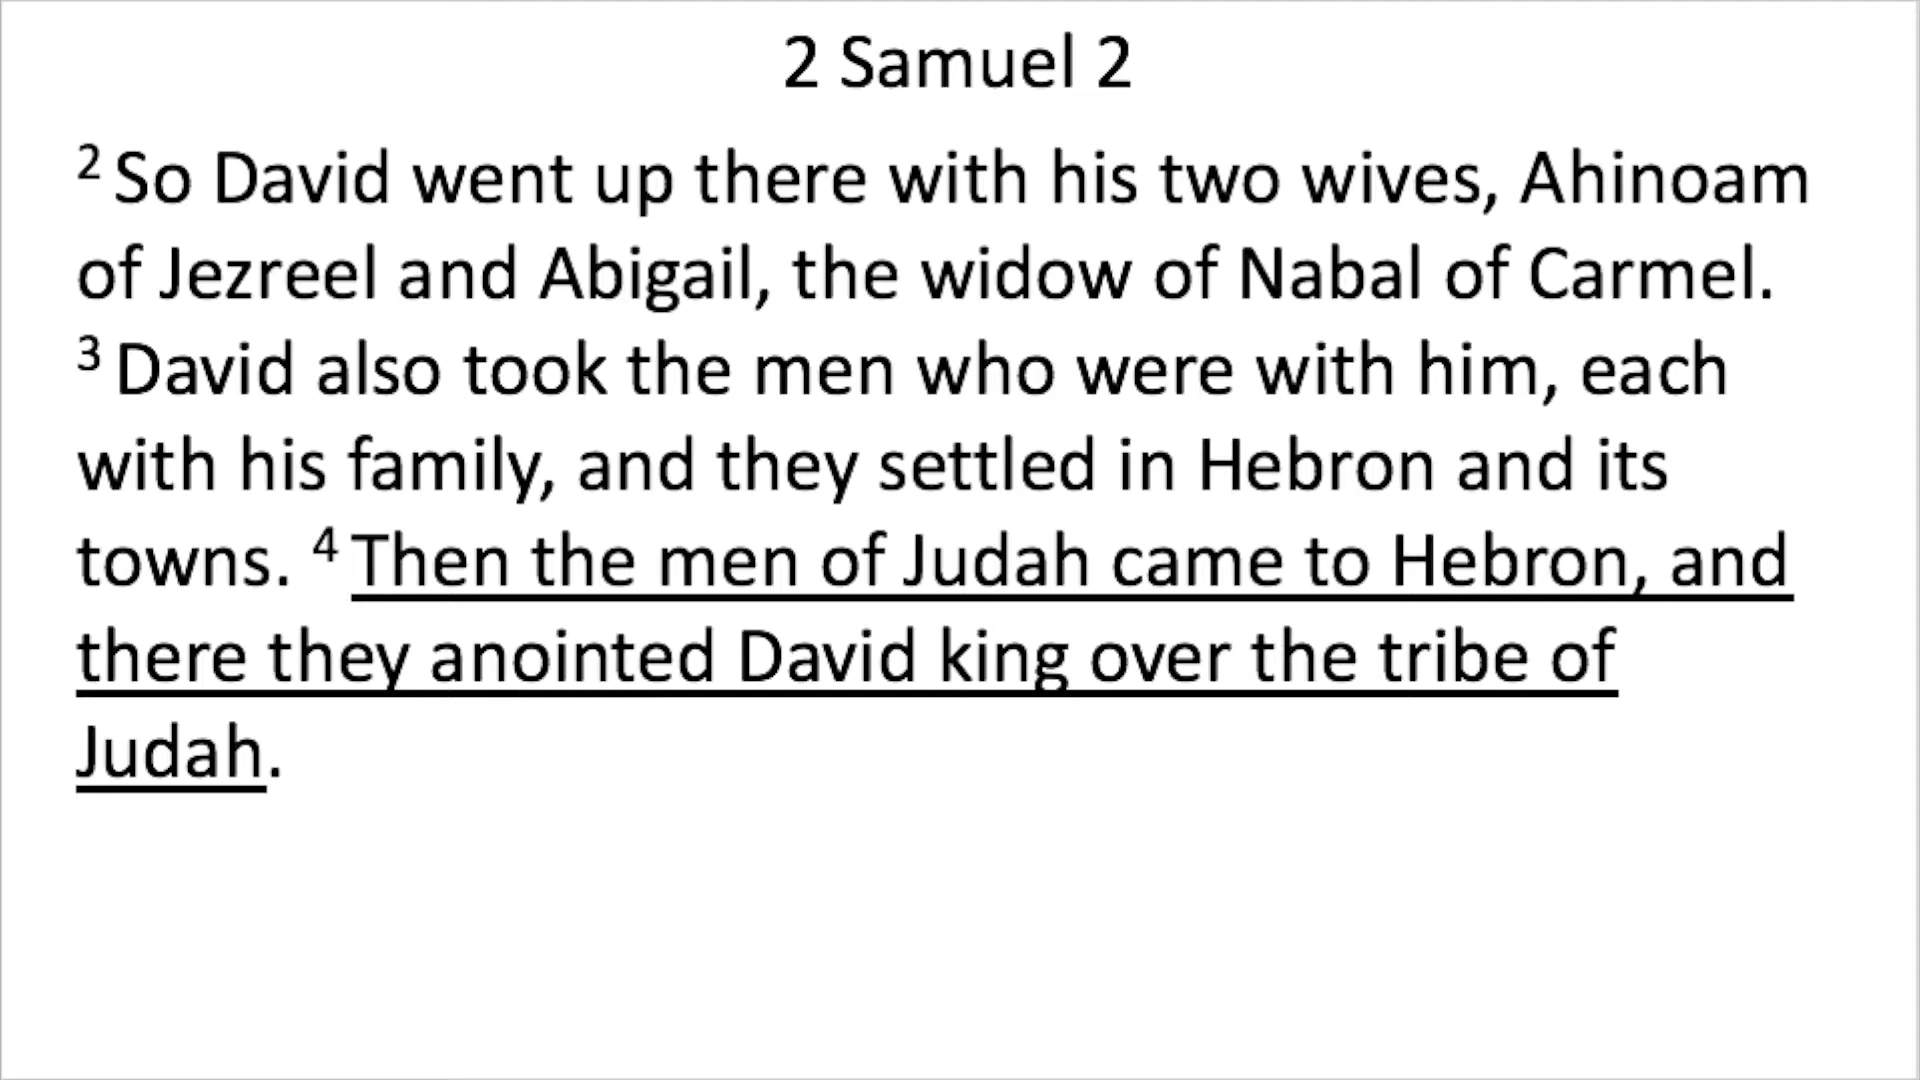 2 Samuel 2
2 So David went up there with his two wives, Ahinoam
of Jezreel and Abigail, the widow of Nabal of Carmel.
3 David also took the men who were with him, each
with his family, and they settled in Hebron and its
towns. 4 Then the men of Judah came to Hebron, and
there they anointed David king over the tribe of
Judah.